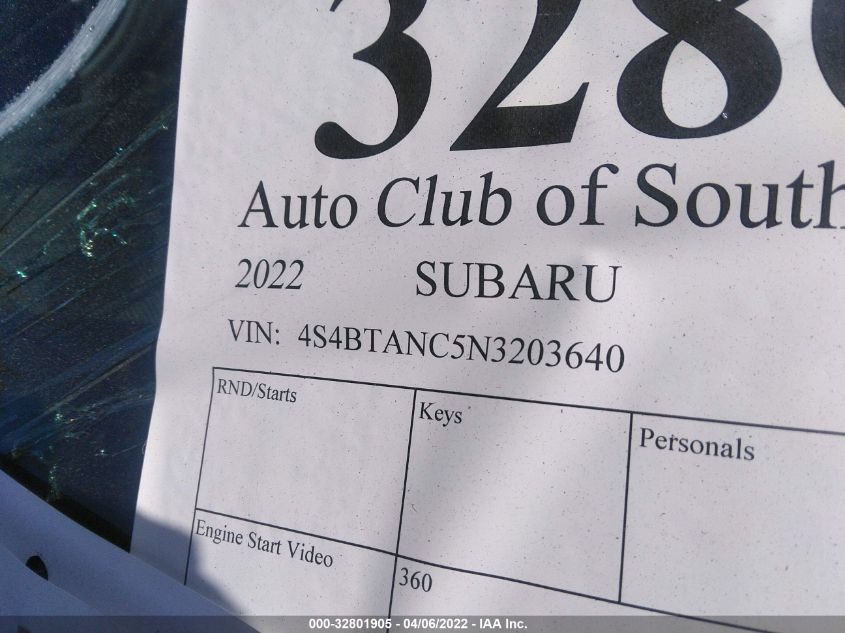 328
Auto Club of South
2022 SUBARU
VIN: 4S4BTANC5N3203640
RND/Starts Keys Personals
Engine Start Video 360
000-32801905 - 04/06/2022 - IAA Inc.